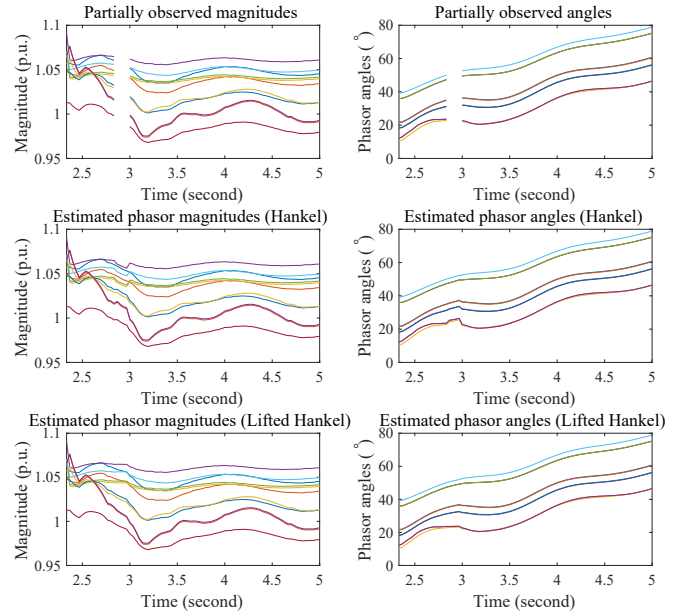 Partially observed magnitudes
Partially observed angles
Magnitude (p.u.)
1.1
1.05
1
0.95
2.5 3 3.5 4 4.5 5
Time (second)
Phasor angles ( °)
80
60
40
20
0
2.5 3 3.5 4 4.5 5
Time (second)
Estimated phasor magnitudes (Hankel)
Estimated phasor angles (Hankel)
Magnitude (p.u.)
1.1
1.05
1
0.95
2.5 3 3.5 4 4.5 5
Time (second)
Phasor angles ( °)
80
60
40
20
0
2.5 3 3.5 4 4.5 5
Time (second)
Estimated phasor magnitudes (Lifted Hankel)
Estimated phasor angles (Lifted Hankel)
Magnitude (p.u.)
1.1
1.05
1
0.95
2.5 3 3.5 4 4.5 5
Time (second)
Phasor angles ( °)
80
60
40
20
0
2.5 3 3.5 4 4.5 5
Time (second)